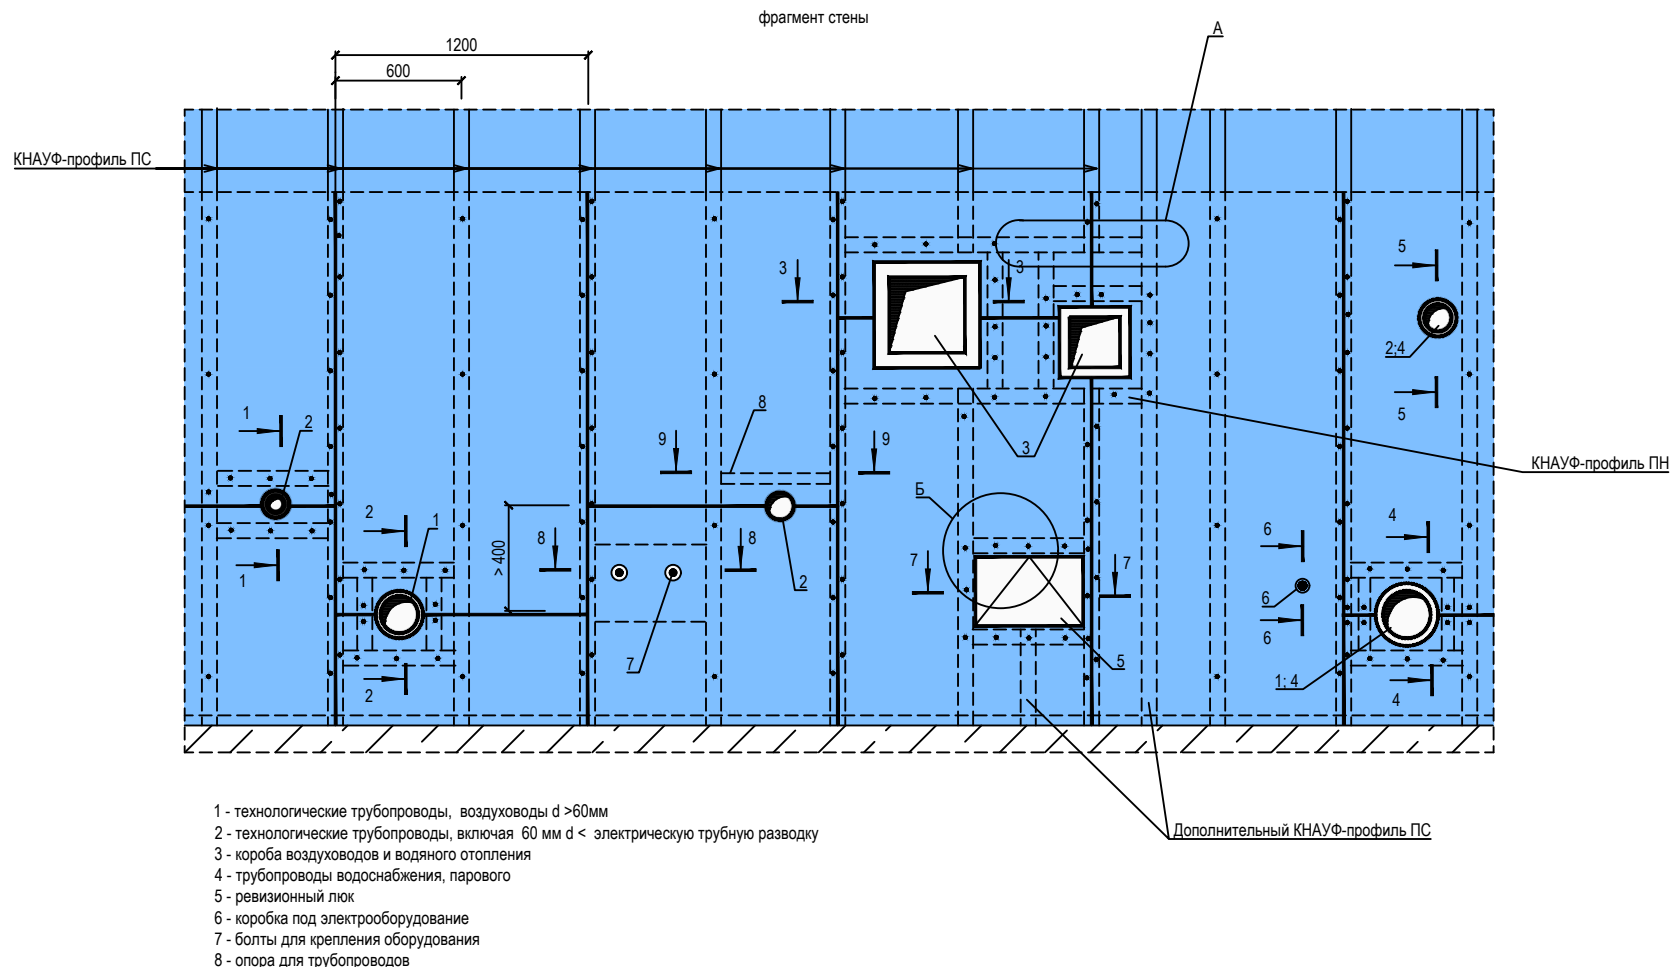 фрагмент стены
А
1200
600
КНАУФ-профиль ПС
5
3
3
2;4
8
5
1
2
9
9
3
КНАУФ-профиль ПН
Б
2
1
>400
8
8
2
7
7
6
4
1
7
5
6
6
2
1; 4
4
Дополнительный КНАУФ-профиль ПС
1 - технологические трубопроводы, воздуховоды d >60мм
2 - технологические трубопроводы, включая 60 мм d < электрическую трубную разводку
3 - короба воздуховодов и водяного отопления
4 - трубопроводы водоснабжения, парового
5 - ревизионный люк
6 - коробка под электрооборудование
7 - болты для крепления оборудования
8 - опора для трубопроводов